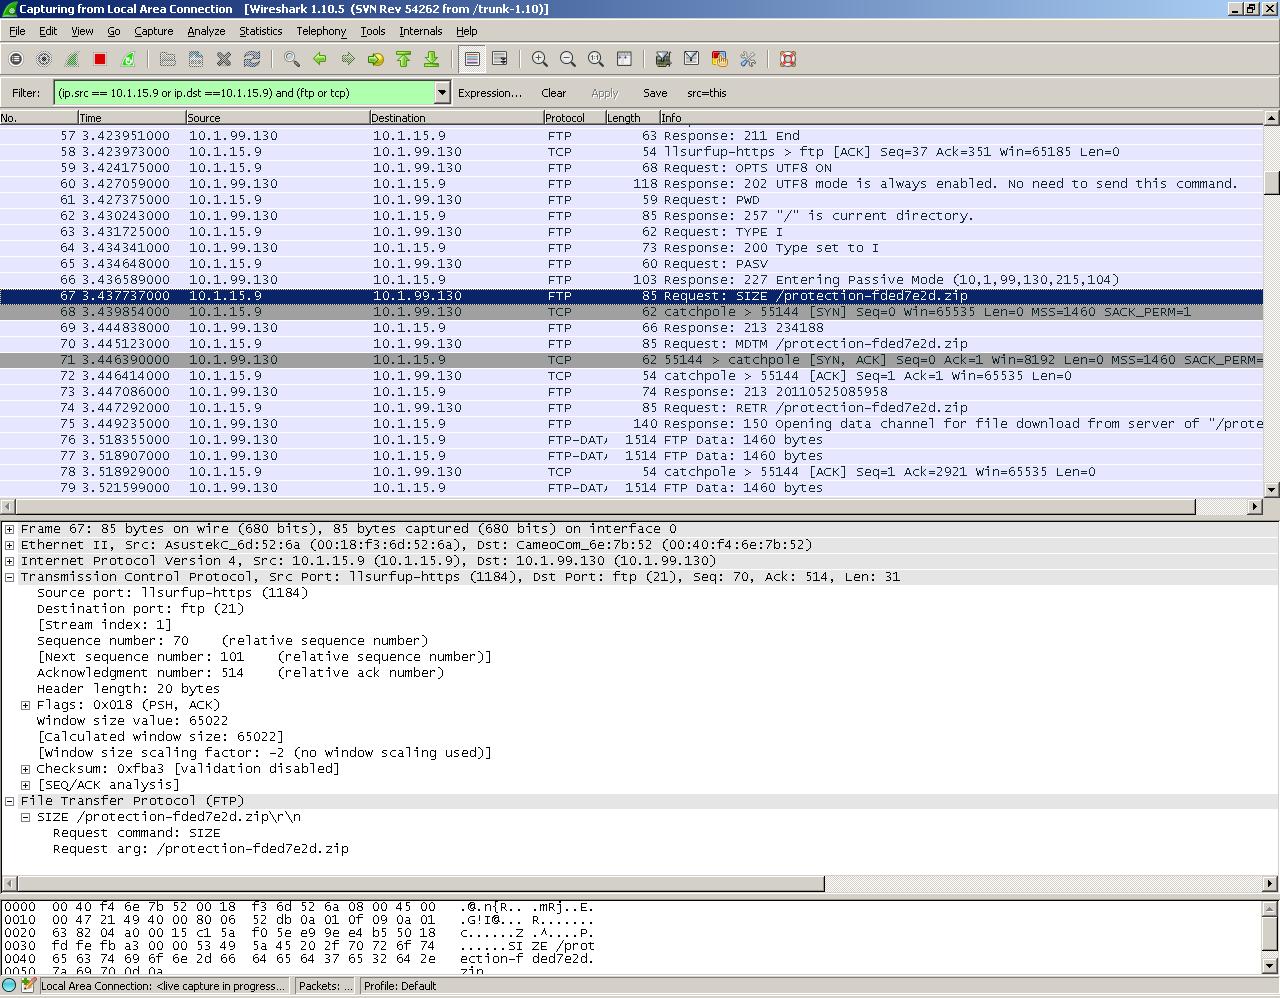 Capturing from Local Area Connection [Wireshark 1.10.5 (SVN Rev 54262 from /trunk-1.10)]
File Edit View Go Capture Analyze Statistics Telephony Tools Internals Help
Filter: (ip.src == 10.1.15.9 or ip.dst ==10.1.15.9) and (ftp or tcp) Expression... Clear Apply Save src=this
No. Time Source Destination Protocol Length Info
57 3.423951000 10.1.99.130 10.1.15.9 FTP 63 Response: 211 End
58 3.423973000 10.1.15.9 10.1.99.130 TCP 54 llsurfup-https > ftp [ACK] Seq=37 Ack=351 Win=65185 Len=0
59 3.424175000 10.1.15.9 10.1.99.130 FTP 68 Request: OPTS UTF8 ON
60 3.427059000 10.1.99.130 10.1.15.9 FTP 118 Response: 202 UTF8 mode is always enabled. No need to send this command.
61 3.427375000 10.1.15.9 10.1.99.130 FTP 59 Request: PWD
62 3.430243000 10.1.99.130 10.1.15.9 FTP 85 Response: 257 "/" is current directory.
63 3.431725000 10.1.15.9 10.1.99.130 FTP 62 Request: TYPE I
64 3.434341000 10.1.99.130 10.1.15.9 FTP 73 Response: 200 Type set to I
65 3.434648000 10.1.15.9 10.1.99.130 FTP 60 Request: PASV
66 3.436589000 10.1.99.130 10.1.15.9 FTP 103 Response: 227 Entering Passive Mode (10,1,99,130,215,104)
67 3.437737000 10.1.15.9 10.1.99.130 FTP 85 Request: SIZE /protection-fded7e2d.zip
68 3.439854000 10.1.15.9 10.1.99.130 TCP 62 catchpole > 55144 [SYN] Seq=0 Win=65535 Len=0 MSS=1460 SACK_PERM=1
69 3.444838000 10.1.99.130 10.1.15.9 FTP 66 Response: 213 234188
70 3.445123000 10.1.15.9 10.1.99.130 FTP 85 Request: MDTM /protection-fded7e2d.zip
71 3.446390000 10.1.99.130 10.1.15.9 TCP 62 55144 > catchpole [SYN, ACK] Seq=0 Ack=1 Win=8192 Len=0 MSS=1460 SACK_PERM=
72 3.446414000 10.1.15.9 10.1.99.130 TCP 54 catchpole > 55144 [ACK] Seq=1 Ack=1 Win=65535 Len=0
73 3.447086000 10.1.99.130 10.1.15.9 FTP 74 Response: 213 20110525085958
74 3.447292000 10.1.15.9 10.1.99.130 FTP 85 Request: RETR /protection-fded7e2d.zip
75 3.449235000 10.1.99.130 10.1.15.9 FTP 140 Response: 150 Opening data channel for file download from server of "/prote
76 3.518355000 10.1.99.130 10.1.15.9 FTP-DATA 1514 FTP Data: 1460 bytes
77 3.518907000 10.1.99.130 10.1.15.9 FTP-DATA 1514 FTP Data: 1460 bytes
78 3.518929000 10.1.15.9 10.1.99.130 TCP 54 catchpole > 55144 [ACK] Seq=1 Ack=2921 Win=65535 Len=0
79 3.521599000 10.1.99.130 10.1.15.9 FTP-DATA 1514 FTP Data: 1460 bytes
Frame 67: 85 bytes on wire (680 bits), 85 bytes captured (680 bits) on interface 0
Ethernet II, Src: AsustekC_6d:52:6a (00:18:f3:6d:52:6a), Dst: CameoCom_6e:7b:52 (00:40:f4:6e:7b:52)
Internet Protocol Version 4, Src: 10.1.15.9 (10.1.15.9), Dst: 10.1.99.130 (10.1.99.130)
Transmission Control Protocol, Src Port: llsurfup-https (1184), Dst Port: ftp (21), Seq: 70, Ack: 514, Len: 31
Source port: llsurfup-https (1184)
Destination port: ftp (21)
[Stream index: 1]
Sequence number: 70 (relative sequence number)
[Next sequence number: 101 (relative sequence number)]
Acknowledgment number: 514 (relative ack number)
Header length: 20 bytes
Flags: 0x018 (PSH, ACK)
Window size value: 65022
[Calculated window size: 65022]
[Window size scaling factor: -2 (no window scaling used)]
Checksum: 0xfba3 [validation disabled]
[SEQ/ACK analysis]
File Transfer Protocol (FTP)
SIZE /protection-fded7e2d.zip\r\n
Request command: SIZE
Request arg: /protection-fded7e2d.zip
0000 00 40 f4 6e 7b 52 00 18 f3 6d 52 6a 08 00 45 00 .@.n{R.. .mRj..E.
0010 00 47 21 49 40 00 80 06 52 db 0a 01 0f 09 0a 01 .G!I@... R.......
0020 63 82 04 a0 00 15 c1 5a f0 5e e9 9e e4 b5 50 18 c......Z .^....P.
0030 fd fe fb a3 00 00 53 49 5a 45 20 2f 70 72 6f 74 ......SI ZE /prot
0040 65 63 74 69 6f 6e 2d 66 64 65 64 37 65 32 64 2e ection-f ded7e2d.
0050 7a 69 70 0d 0a zip..
Local Area Connection: <live capture in progress... Packets: ... Profile: Default